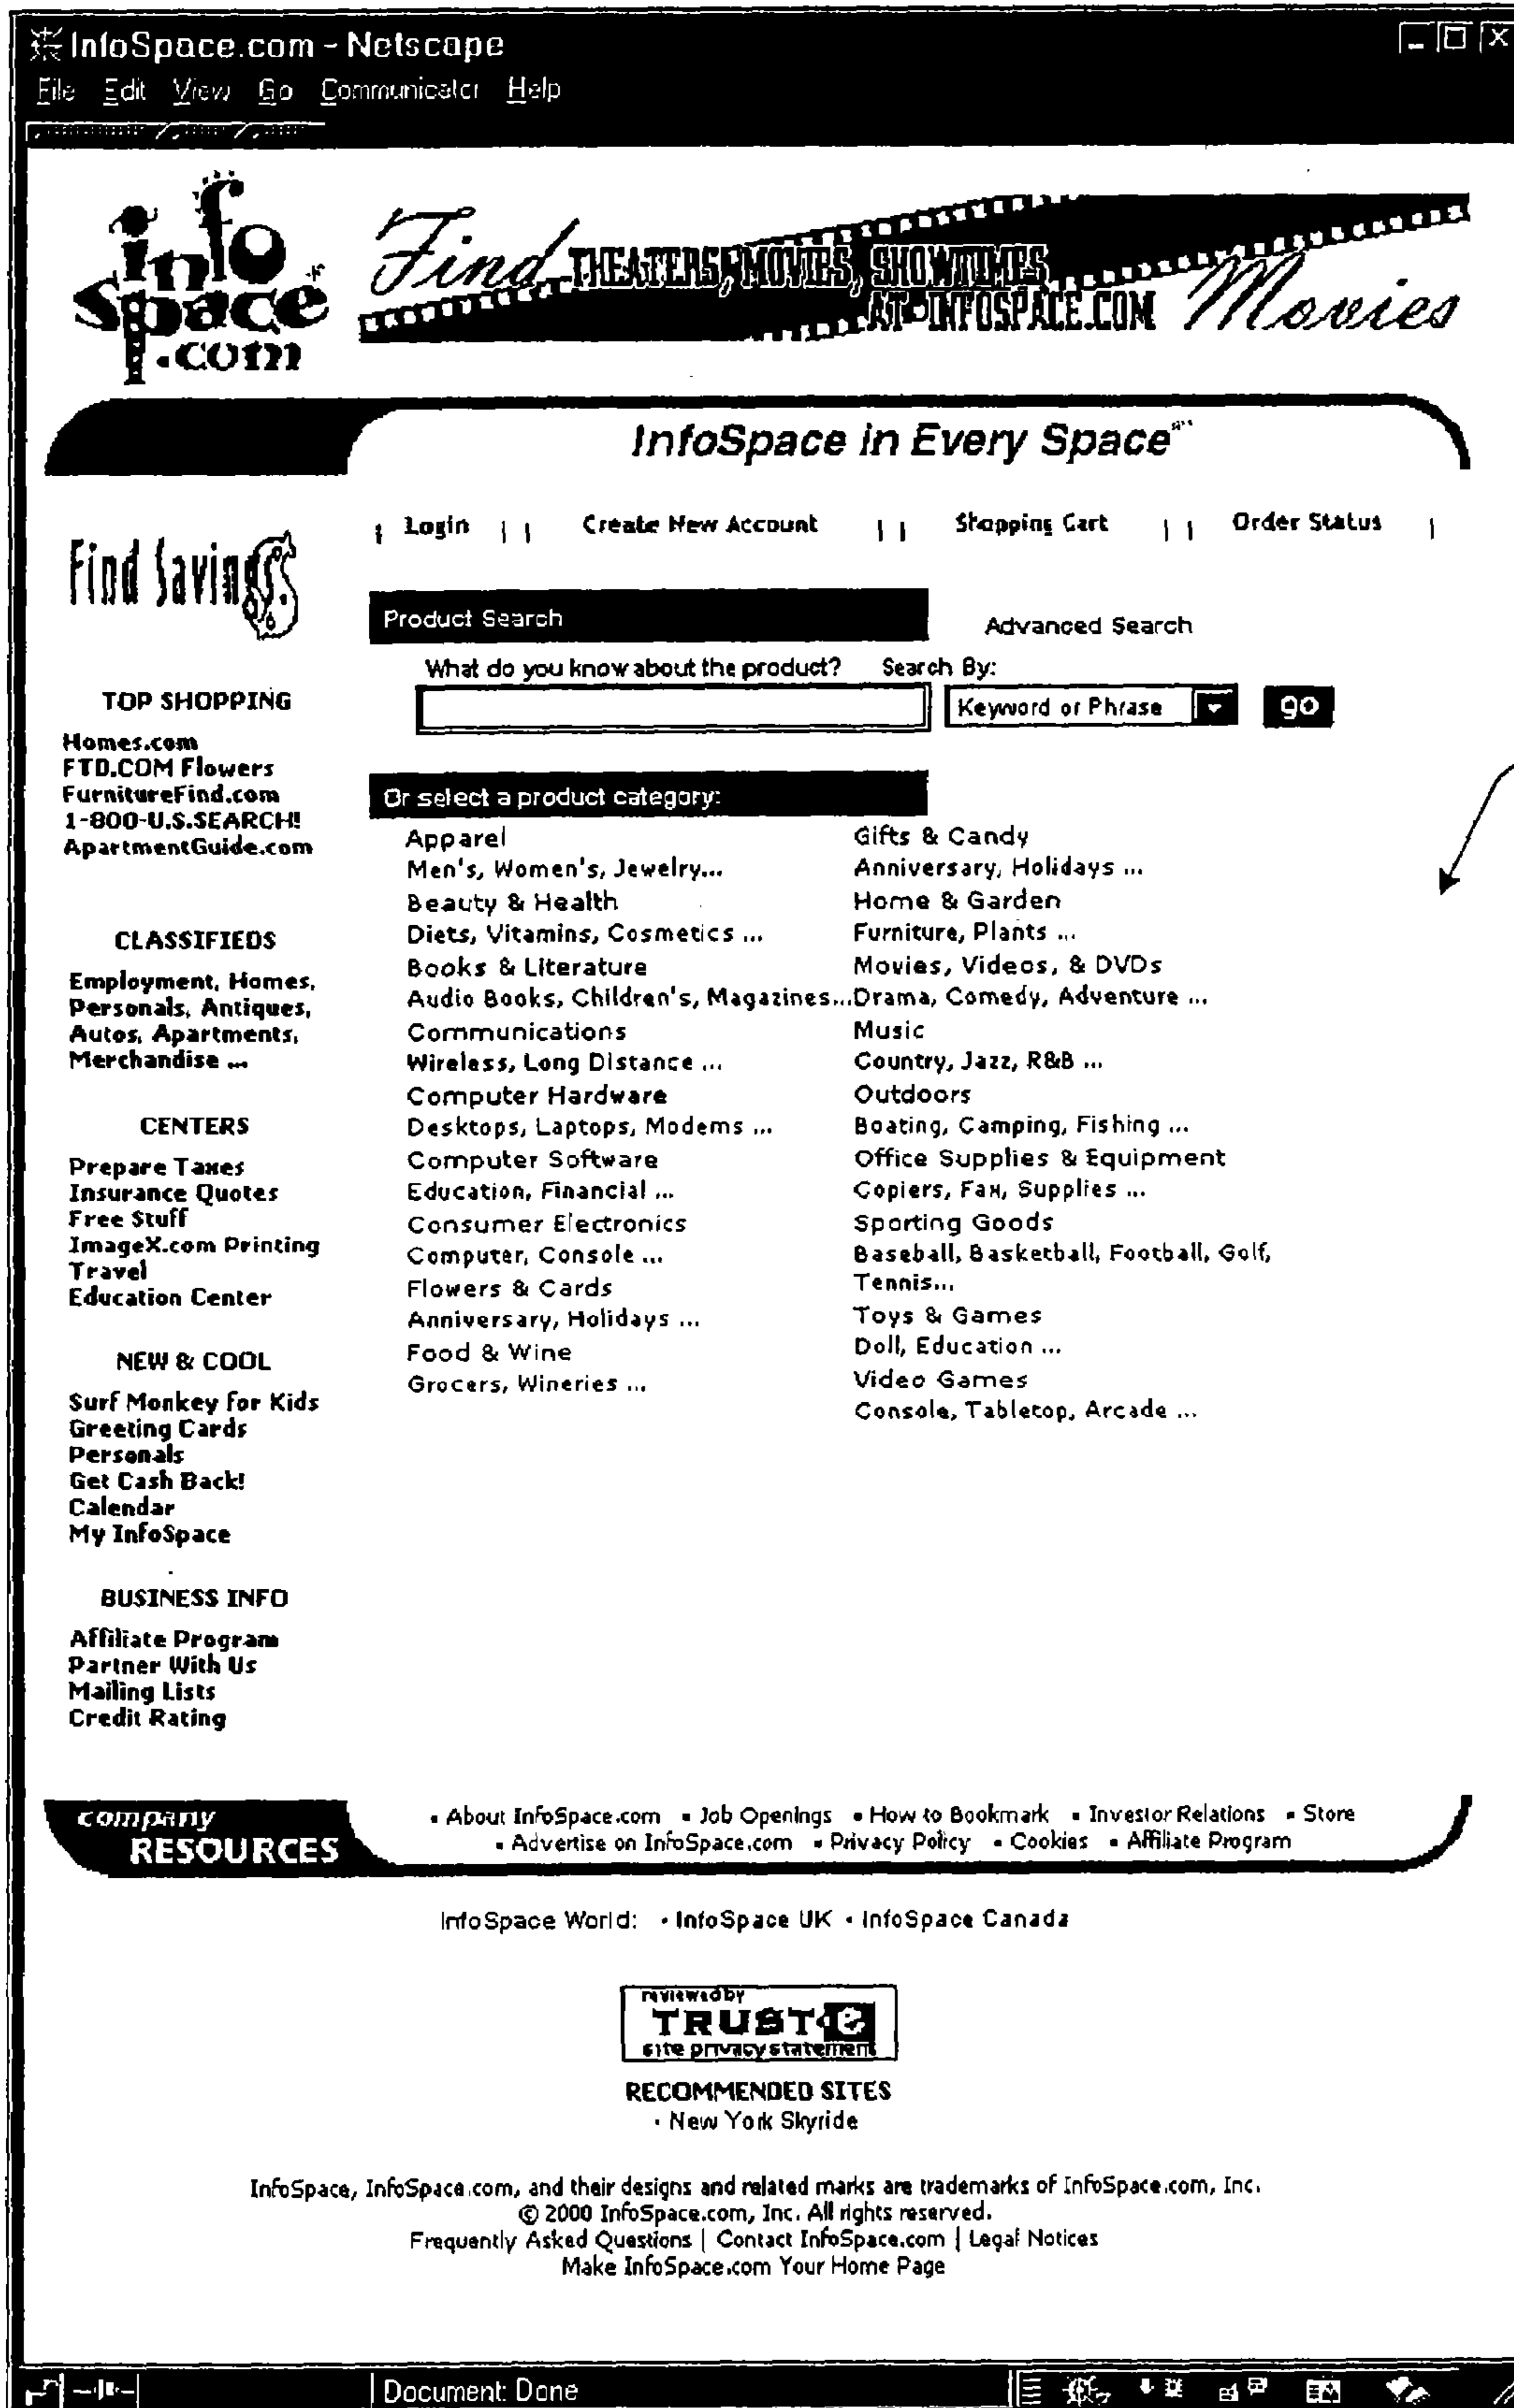 InfoSpace.com - Netscape
File Edit View Go Communicator Help
info
space
.com
Find THEATERS, MOVIES, SHOWTIMES
AT INFOSPACE.COM Movies
InfoSpace in Every Space
Login | | Create New Account | | Shopping Cart | | Order Status |
Find Savings
Product Search
Advanced Search
What do you know about the product? Search By:
Keyword or Phrase go
TOP SHOPPING
Homes.com
FTD.COM Flowers
FurnitureFind.com
1-800-U.S.SEARCH!
ApartmentGuide.com
CLASSIFIEDS
Employment, Homes,
Personals, Antiques,
Autos, Apartments,
Merchandise ...
CENTERS
Prepare Taxes
Insurance Quotes
Free Stuff
ImageX.com Printing
Travel
Education Center
NEW & COOL
Surf Monkey for Kids
Greeting Cards
Personals
Get Cash Back!
Calendar
My InfoSpace
BUSINESS INFO
Affiliate Program
Partner With Us
Mailing Lists
Credit Rating
Or select a product category:
Apparel
Men's, Women's, Jewelry...
Beauty & Health
Diets, Vitamins, Cosmetics ...
Books & Literature
Audio Books, Children's, Magazines...
Communications
Wireless, Long Distance ...
Computer Hardware
Desktops, Laptops, Modems ...
Computer Software
Education, Financial ...
Consumer Electronics
Computer, Console ...
Flowers & Cards
Anniversary, Holidays ...
Food & Wine
Grocers, Wineries ...
Gifts & Candy
Anniversary, Holidays ...
Home & Garden
Furniture, Plants ...
Movies, Videos, & DVDs
Drama, Comedy, Adventure ...
Music
Country, Jazz, R&B ...
Outdoors
Boating, Camping, Fishing ...
Office Supplies & Equipment
Copiers, Fax, Supplies ...
Sporting Goods
Baseball, Basketball, Football, Golf,
Tennis...
Toys & Games
Doll, Education ...
Video Games
Console, Tabletop, Arcade ...
company
RESOURCES
▪ About InfoSpace.com ▪ Job Openings ▪ How to Bookmark ▪ Investor Relations ▪ Store
▪ Advertise on InfoSpace.com ▪ Privacy Policy ▪ Cookies ▪ Affiliate Program
InfoSpace World: • InfoSpace UK • InfoSpace Canada
reviewed by
TRUSTe
site privacy statement
RECOMMENDED SITES
• New York Skyride
InfoSpace, InfoSpace.com, and their designs and related marks are trademarks of InfoSpace.com, Inc.
© 2000 InfoSpace.com, Inc. All rights reserved.
Frequently Asked Questions | Contact InfoSpace.com | Legal Notices
Make InfoSpace.com Your Home Page
Document: Done